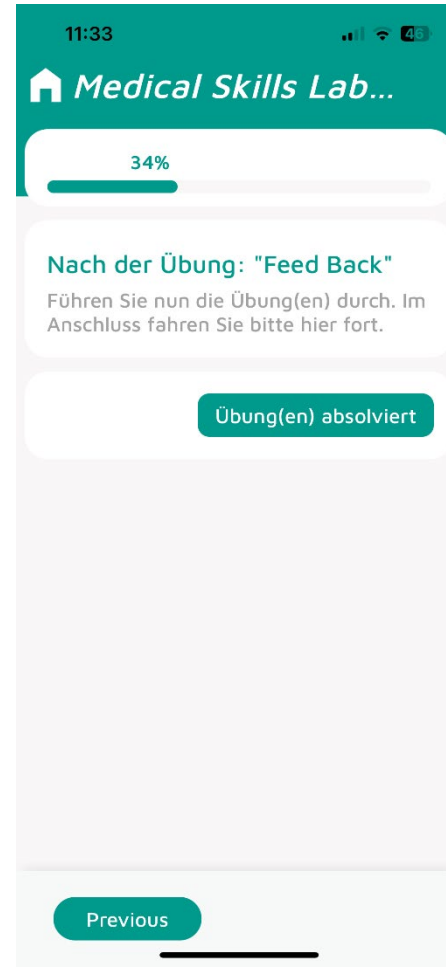 11:33
46
Medical Skills Lab...
34%
Nach der Übung: "Feed Back"
Führen Sie nun die Übung(en) durch. Im
Anschluss fahren Sie bitte hier fort.
Übung(en) absolviert
Previous